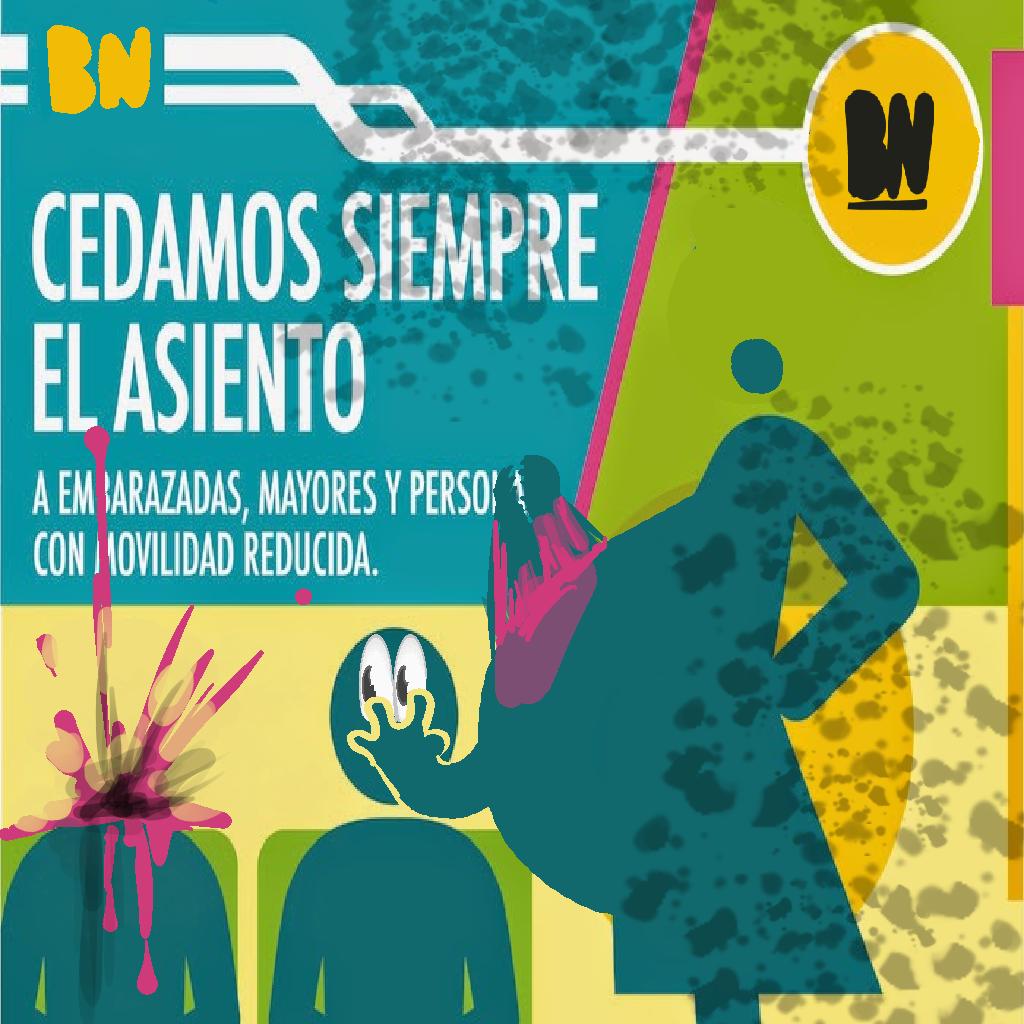 BN
BN
CEDAMOS SIEMPRE
EL ASIENTO
A EMBARAZADAS, MAYORES Y
CON MOVILIDAD REDUCIDA.